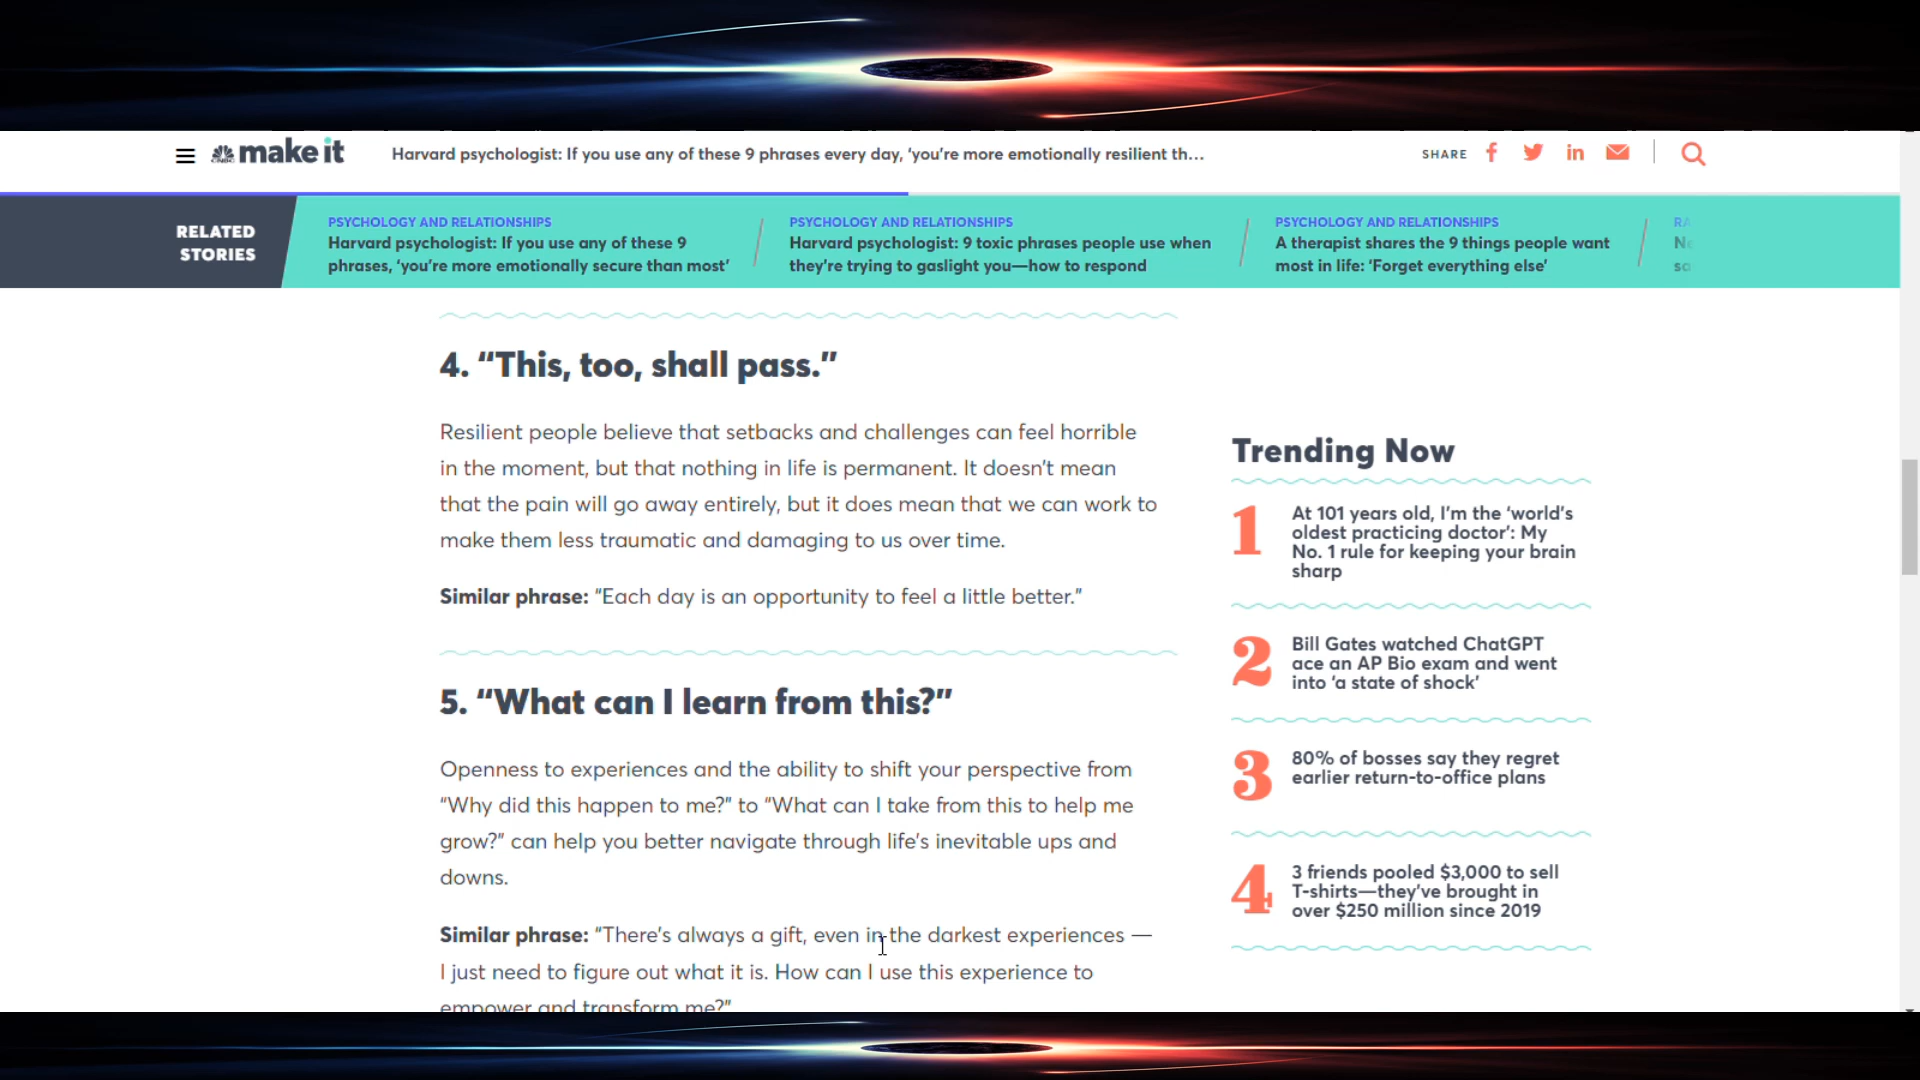 make it
Harvard psychologist: If you use any of these 9 phrases every day, ‘you’re more emotionally resilient th...
SHARE
RELATED
STORIES
PSYCHOLOGY AND RELATIONSHIPS
Harvard psychologist: If you use any of these 9
phrases, ‘you’re more emotionally secure than most’
PSYCHOLOGY AND RELATIONSHIPS
Harvard psychologist: 9 toxic phrases people use when
they’re trying to gaslight you—how to respond
PSYCHOLOGY AND RELATIONSHIPS
A therapist shares the 9 things people want
most in life: ‘Forget everything else’
4. “This, too, shall pass.”
Resilient people believe that setbacks and challenges can feel horrible
in the moment, but that nothing in life is permanent. It doesn’t mean
that the pain will go away entirely, but it does mean that we can work to
make them less traumatic and damaging to us over time.
Similar phrase: “Each day is an opportunity to feel a little better.”
5. “What can I learn from this?”
Openness to experiences and the ability to shift your perspective from
“Why did this happen to me?” to “What can I take from this to help me
grow?” can help you better navigate through life’s inevitable ups and
downs.
Similar phrase: “There’s always a gift, even in the darkest experiences —
I just need to figure out what it is. How can I use this experience to
empower and transform me?”
Trending Now
1
At 101 years old, I’m the ‘world’s
oldest practicing doctor’: My
No. 1 rule for keeping your brain
sharp
2
Bill Gates watched ChatGPT
ace an AP Bio exam and went
into ‘a state of shock’
3
80% of bosses say they regret
earlier return-to-office plans
4
3 friends pooled $3,000 to sell
T-shirts—they’ve brought in
over $250 million since 2019